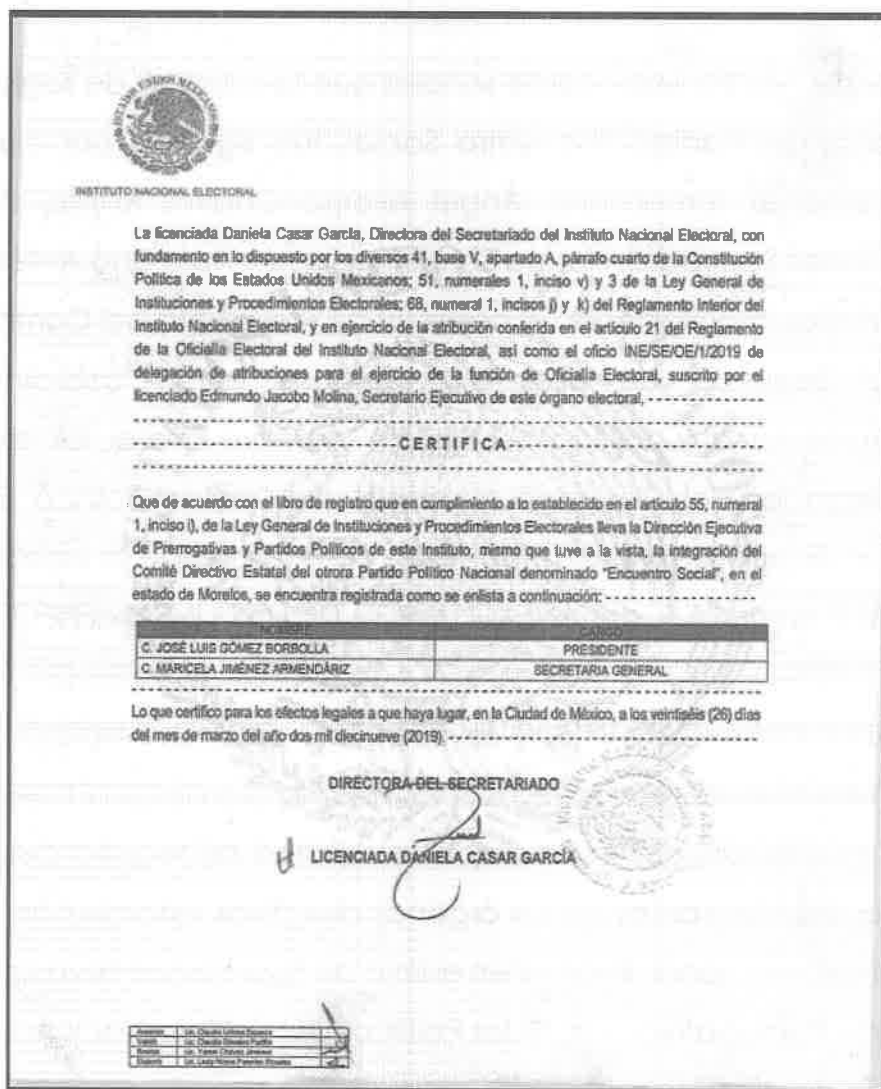 ESTADOS UNIDOS MEXICANOS
INSTITUTO NACIONAL ELECTORAL
La licenciada Daniela Casar García, Directora del Secretariado del Instituto Nacional Electoral, con
fundamento en lo dispuesto por los diversos 41, base V, apartado A, párrafo cuarto de la Constitución
Política de los Estados Unidos Mexicanos; 51, numerales 1, inciso v) y 3 de la Ley General de
Instituciones y Procedimientos Electorales; 68, numeral 1, incisos j) y k) del Reglamento Interior del
Instituto Nacional Electoral, y en ejercicio de la atribución conferida en el artículo 21 del Reglamento
de la Oficialía Electoral del Instituto Nacional Electoral, así como el oficio INE/SE/OE/1/2019 de
delegación de atribuciones para el ejercicio de la función de Oficialía Electoral, suscrito por el
licenciado Edmundo Jacobo Molina, Secretario Ejecutivo de este órgano electoral, - - - - - - - - - - - - - -
- - - - - - - - - - - - - - - - - - - - - - - C E R T I F I C A - - - - - - - - - - - - - - - - - - - - - - -
Que de acuerdo con el libro de registro que en cumplimiento a lo establecido en el artículo 55, numeral
1, inciso i), de la Ley General de Instituciones y Procedimientos Electorales lleva la Dirección Ejecutiva
de Prerrogativas y Partidos Políticos de este Instituto, mismo que tuve a la vista, la integración del
Comité Directivo Estatal del otrora Partido Político Nacional denominado "Encuentro Social", en el
estado de Morelos, se encuentra registrada como se enlista a continuación: - - - - - - - - - - - - - - - - -
NOMBRE CARGO
C. JOSÉ LUIS GÓMEZ BORBOLLA PRESIDENTE
C. MARICELA JIMÉNEZ ARMENDÁRIZ SECRETARIA GENERAL
Lo que certifico para los efectos legales a que haya lugar, en la Ciudad de México, a los veintiséis (26) días
del mes de marzo del año dos mil diecinueve (2019). - - - - - - - - - - - - - - - - - - - - - - - - - - - -
DIRECTORA DEL SECRETARIADO
LICENCIADA DANIELA CASAR GARCÍA